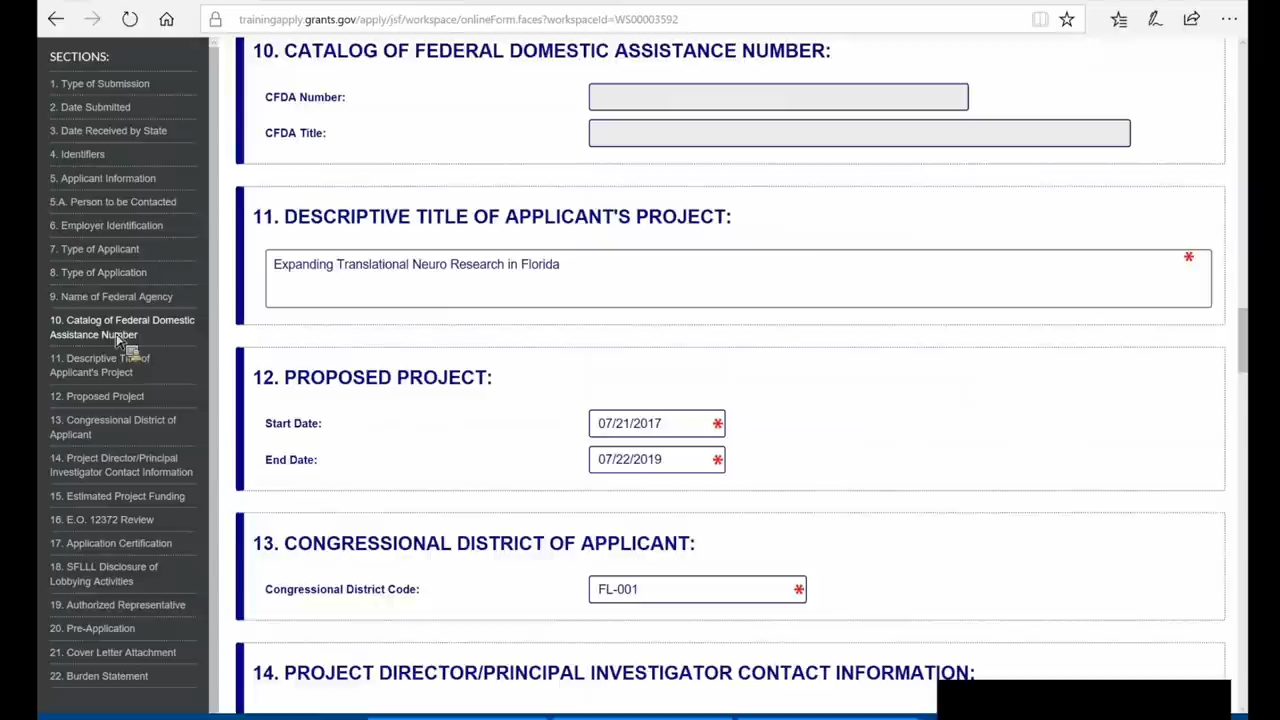 trainingapply.grants.gov/apply/jsf/workspace/onlineForm.faces?workspaceId=WS00003592
SECTIONS:
1. Type of Submission
2. Date Submitted
3. Date Received by State
4. Identifiers
5. Applicant Information
5.A. Person to be Contacted
6. Employer Identification
7. Type of Applicant
8. Type of Application
9. Name of Federal Agency
10. Catalog of Federal Domestic
Assistance Number
11. Descriptive Title of
Applicant's Project
12. Proposed Project
13. Congressional District of
Applicant
14. Project Director/Principal
Investigator Contact Information
15. Estimated Project Funding
16. E.O. 12372 Review
17. Application Certification
18. SFLLL Disclosure of
Lobbying Activities
19. Authorized Representative
20. Pre-Application
21. Cover Letter Attachment
22. Burden Statement
10. CATALOG OF FEDERAL DOMESTIC ASSISTANCE NUMBER:
CFDA Number:
CFDA Title:
11. DESCRIPTIVE TITLE OF APPLICANT'S PROJECT:
Expanding Translational Neuro Research in Florida *
12. PROPOSED PROJECT:
Start Date: 07/21/2017 *
End Date: 07/22/2019 *
13. CONGRESSIONAL DISTRICT OF APPLICANT:
Congressional District Code: FL-001 *
14. PROJECT DIRECTOR/PRINCIPAL INVESTIGATOR CONTACT INFORMATION: